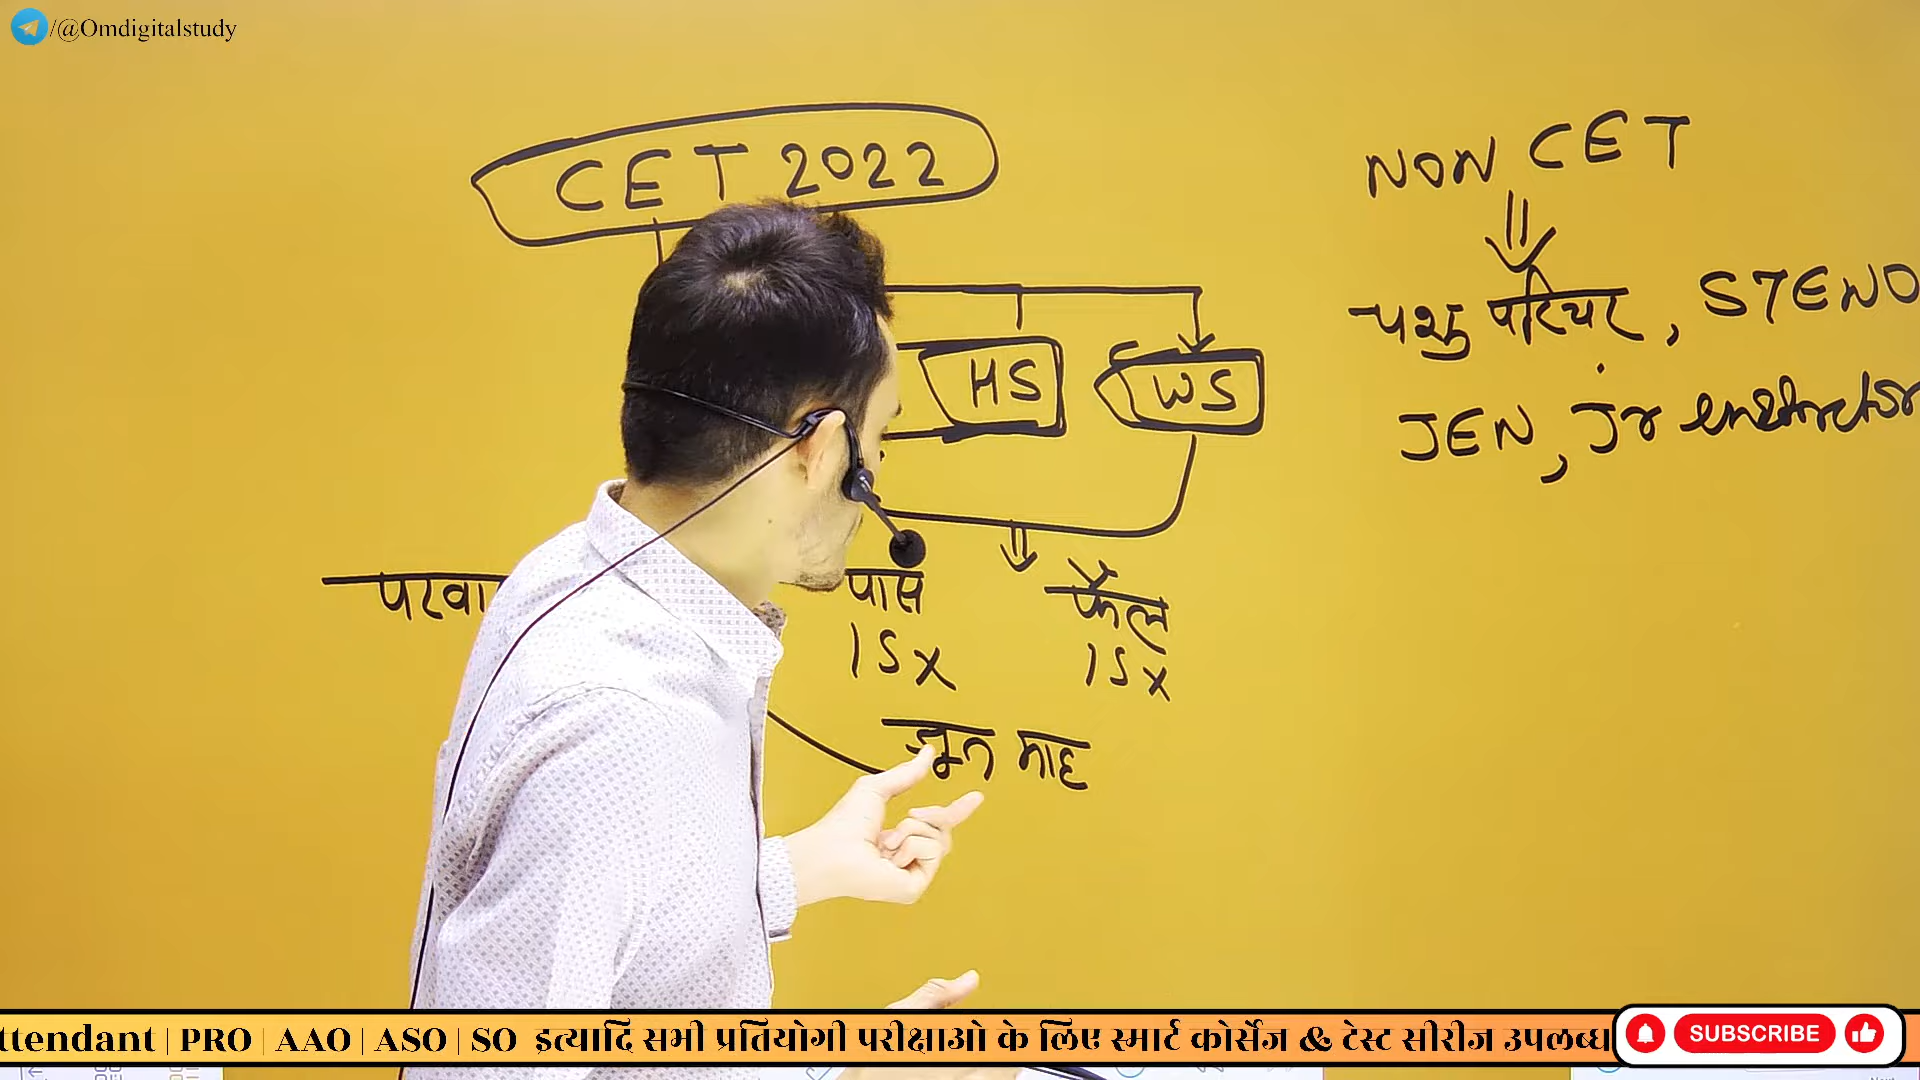 /@Omdigitalstudy
CET 2022
HS
WS
पास
फैल
15x
15x
जून माह
NON CET
पशु परिचर, STENO
JEN, Jr
ttendant | PRO | AAO | ASO | SO इत्यादि सभी प्रतियोगी परीक्षाओ के लिए स्मार्ट कोर्सेज & टेस्ट सीरीज उपलब्ध
SUBSCRIBE